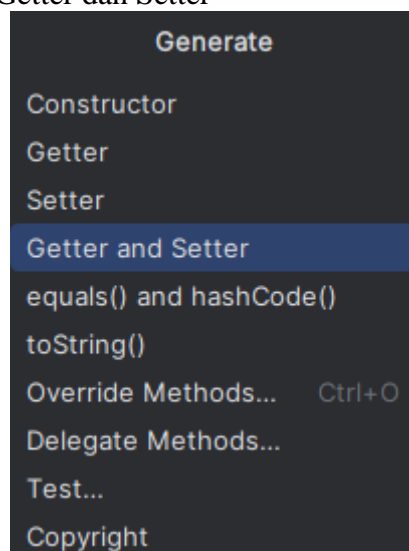 Getter dan Setter
Generate
Constructor
Getter
Setter
Getter and Setter
equals() and hashCode()
toString()
Override Methods... Ctrl+O
Delegate Methods...
Test...
Copyright